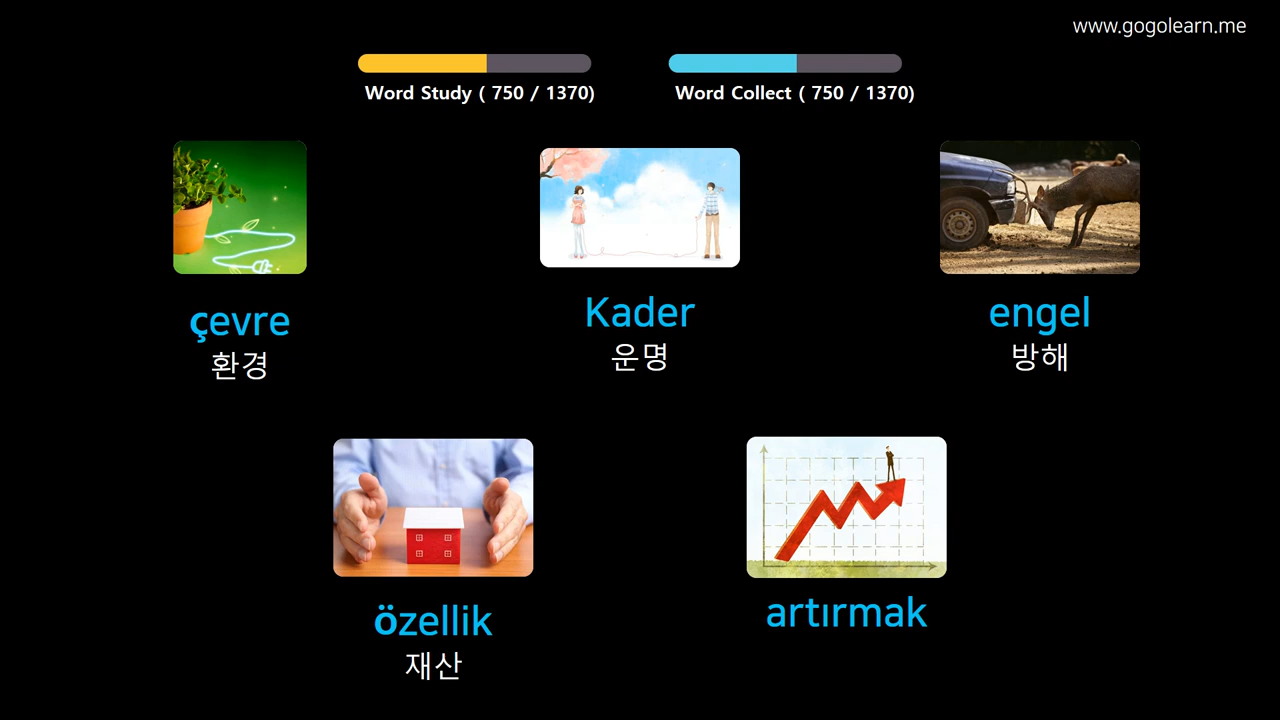 www.gogolearn.me
Word Study ( 750 / 1370)
Word Collect ( 750 / 1370)
çevre
환경
Kader
운명
engel
방해
özellik
재산
artırmak